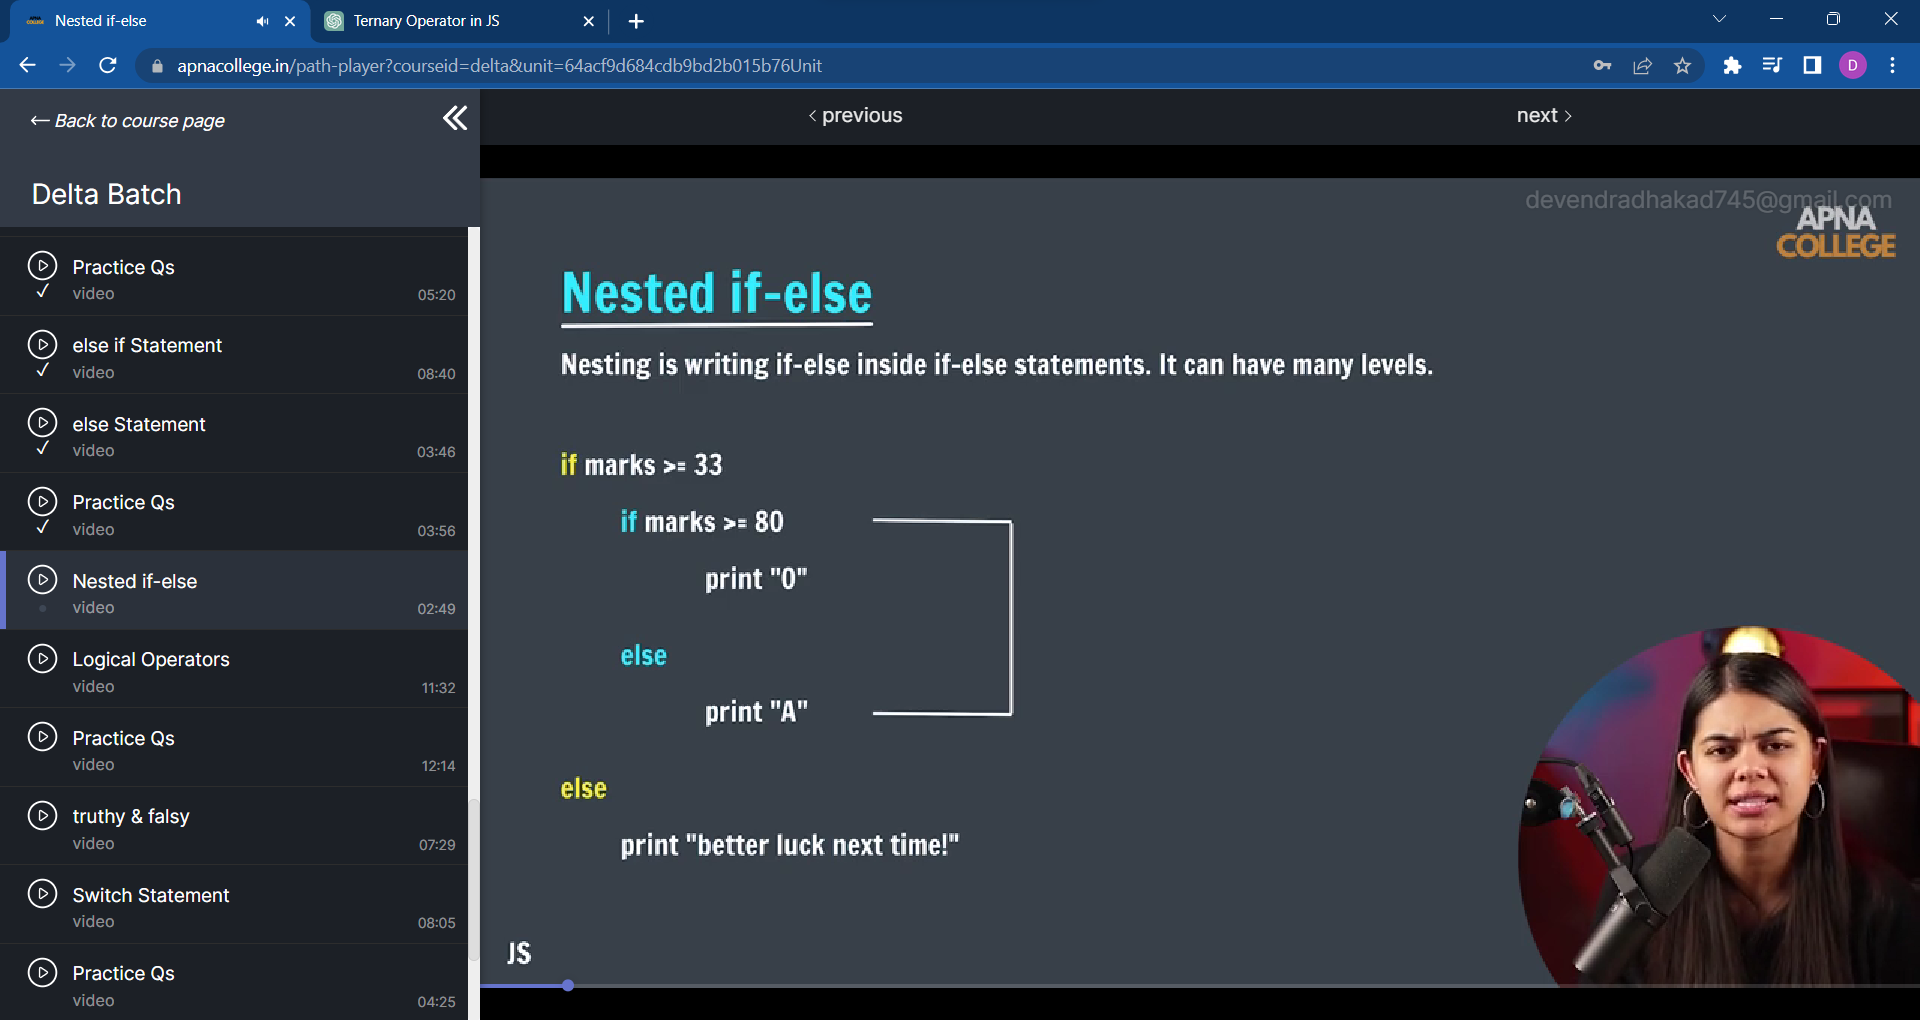 Nested if-else
Ternary Operator in JS
apnacollege.in/path-player?courseid=delta&unit=64acf9d684cdb9bd2b015b76Unit
D
← Back to course page
‹ previous
next ›
Delta Batch
Practice Qs
video
05:20
else if Statement
video
08:40
else Statement
video
03:46
Practice Qs
video
03:56
Nested if-else
video
02:49
Logical Operators
video
11:32
Practice Qs
video
12:14
truthy & falsy
video
07:29
Switch Statement
video
08:05
Practice Qs
video
04:25
devendradhakad745@gmail.com
APNA
COLLEGE
Nested if-else
Nesting is writing if-else inside if-else statements. It can have many levels.
if marks >= 33
if marks >= 80
print "O"
else
print "A"
else
print "better luck next time!"
JS